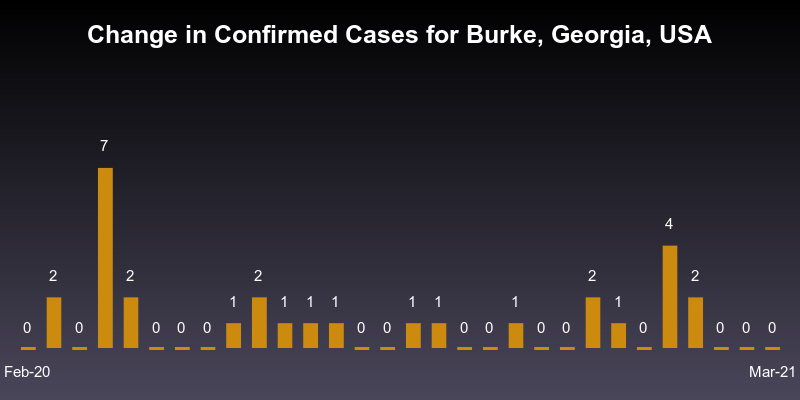 Change in Confirmed Cases for Burke, Georgia, USA
7
4
2 2 2 2 2
1 1 1 1 1 1 1 1
0 0 0 0 0 0 0 0 0 0 0 0 0 0 0
Feb-20 Mar-21